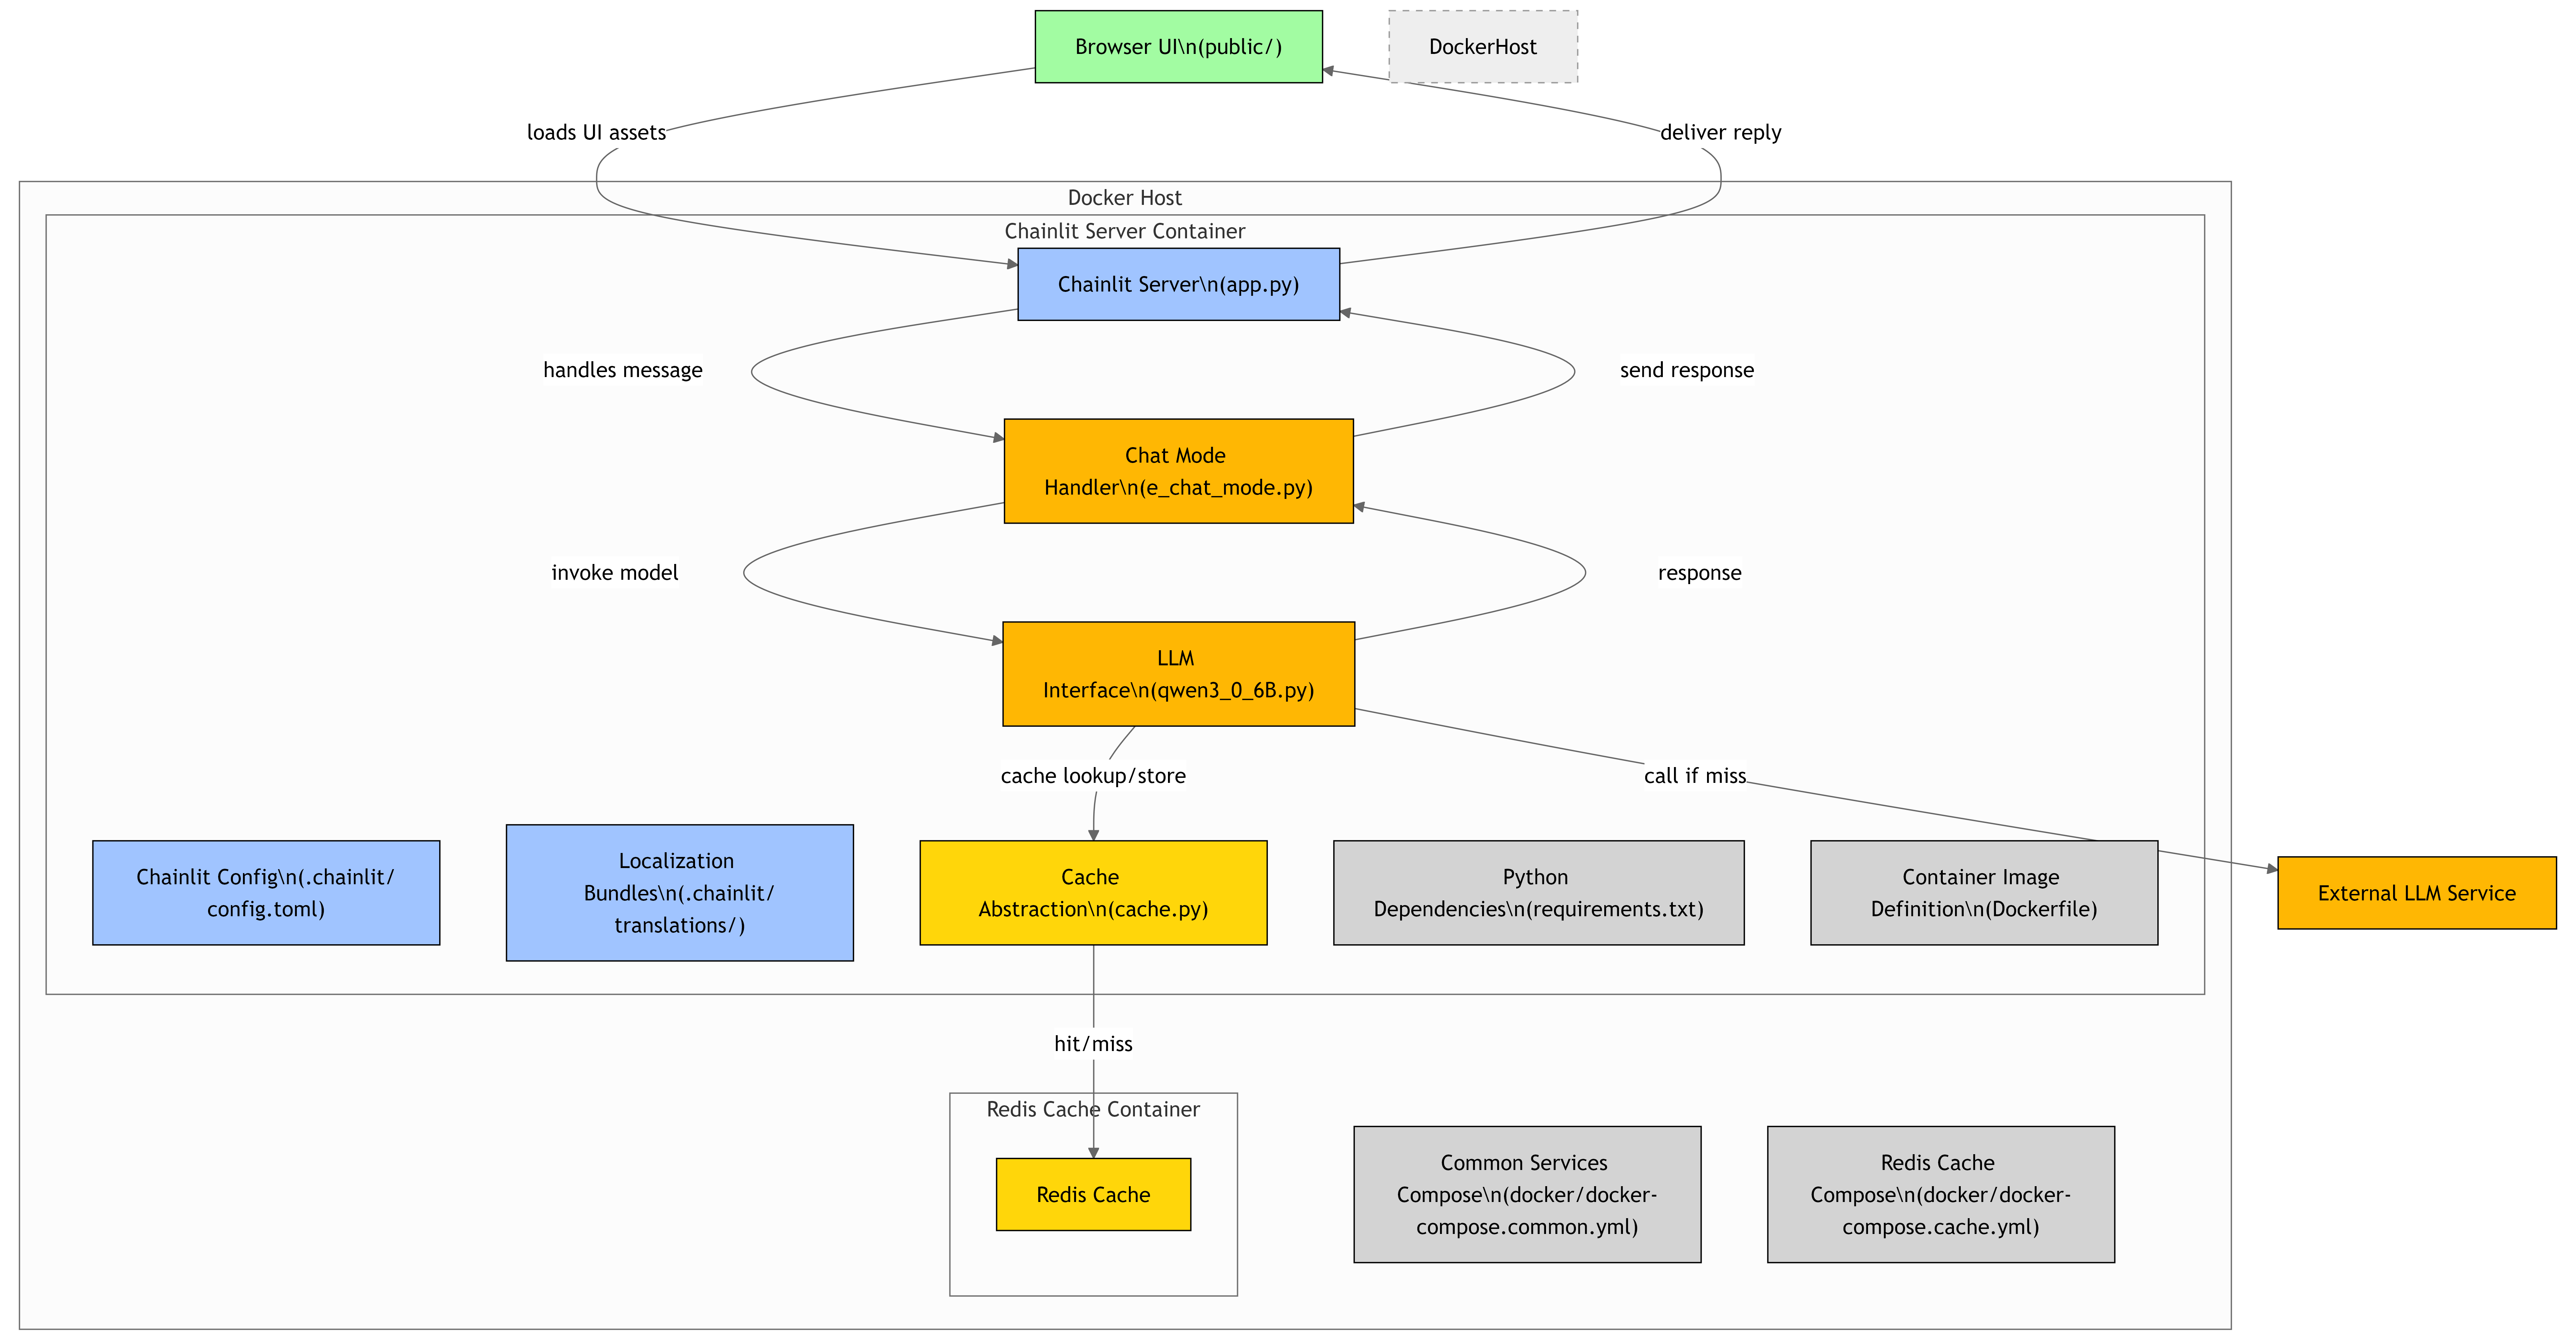 Browser UI\n(public/)
DockerHost
loads UI assets
deliver reply
Docker Host
Chainlit Server Container
Chainlit Server\n(app.py)
handles message
send response
Chat Mode
Handler\n(e_chat_mode.py)
invoke model
response
LLM
Interface\n(qwen3_0_6B.py)
cache lookup/store
call if miss
Chainlit Config\n(.chainlit/
config.toml)
Localization
Bundles\n(.chainlit/
translations/)
Cache
Abstraction\n(cache.py)
Python
Dependencies\n(requirements.txt)
Container Image
Definition\n(Dockerfile)
External LLM Service
hit/miss
Redis Cache Container
Redis Cache
Common Services
Compose\n(docker/docker-
compose.common.yml)
Redis Cache
Compose\n(docker/docker-
compose.cache.yml)